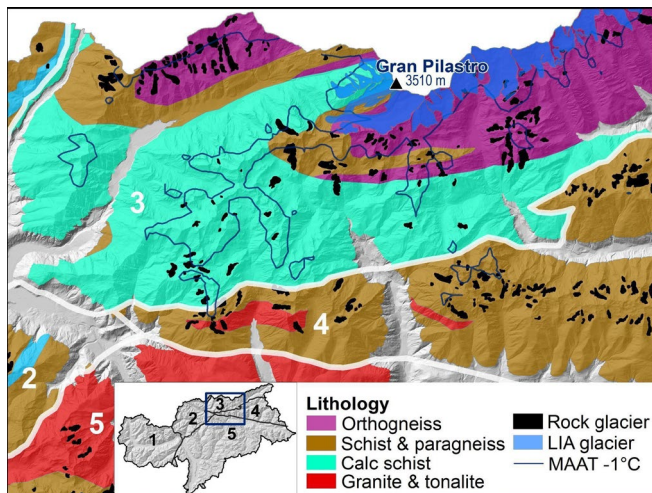 Gran Pilastro
3510 m
3
4
2
5
3
2
4
1
5
Lithology
Orthogneiss
Schist & paragneiss
Calc schist
Granite & tonalite
Rock glacier
LIA glacier
MAAT -1°C